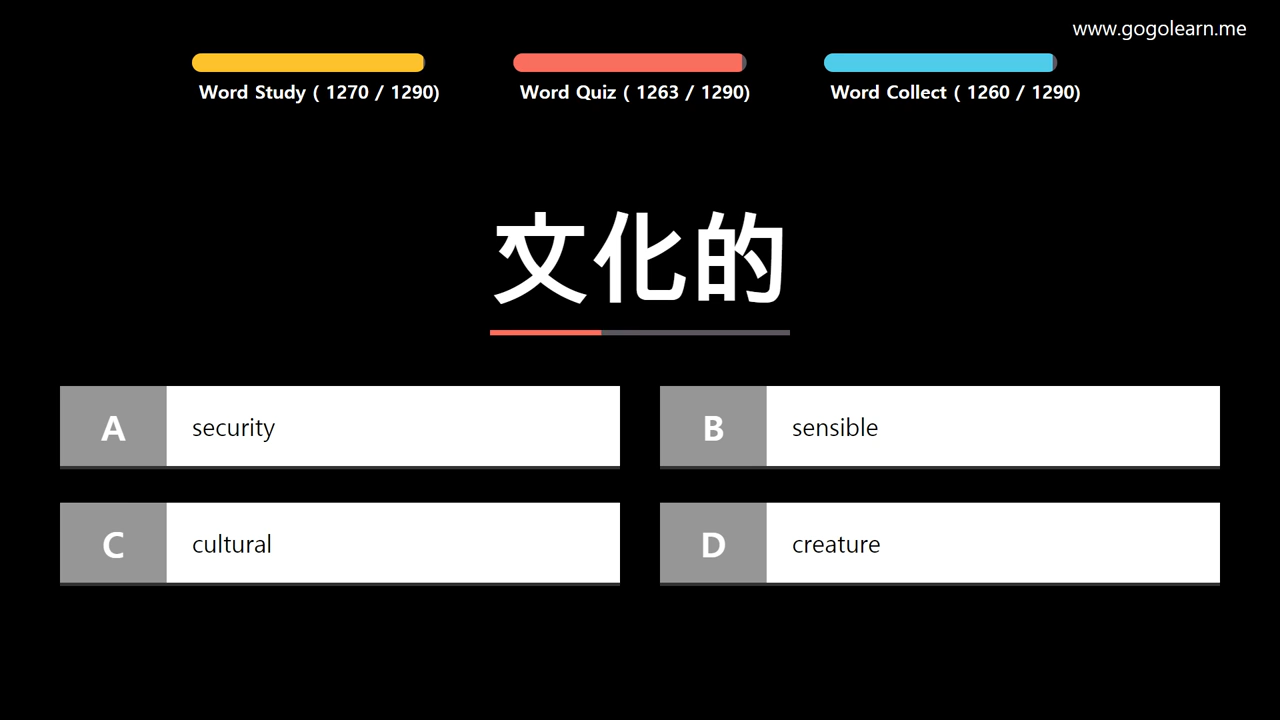 www.gogolearn.me
Word Study ( 1270 / 1290)
Word Quiz ( 1263 / 1290)
Word Collect ( 1260 / 1290)
文化的
A security
B sensible
C cultural
D creature